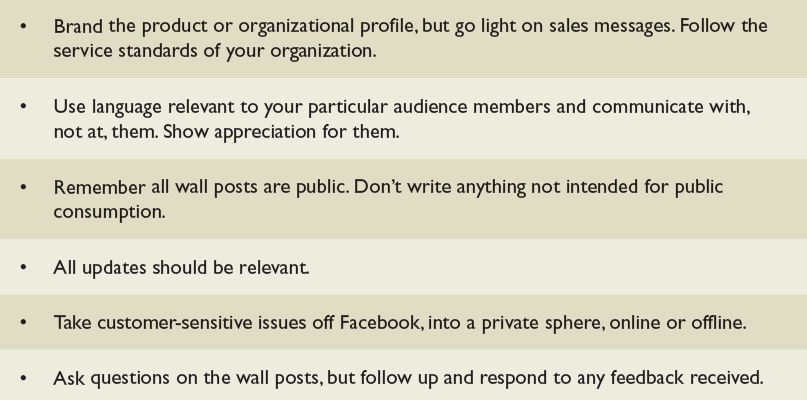 • Brand the product or organizational profile, but go light on sales messages. Follow the
service standards of your organization.
• Use language relevant to your particular audience members and communicate with,
not at, them. Show appreciation for them.
• Remember all wall posts are public. Don’t write anything not intended for public
consumption.
• All updates should be relevant.
• Take customer-sensitive issues off Facebook, into a private sphere, online or offline.
• Ask questions on the wall posts, but follow up and respond to any feedback received.